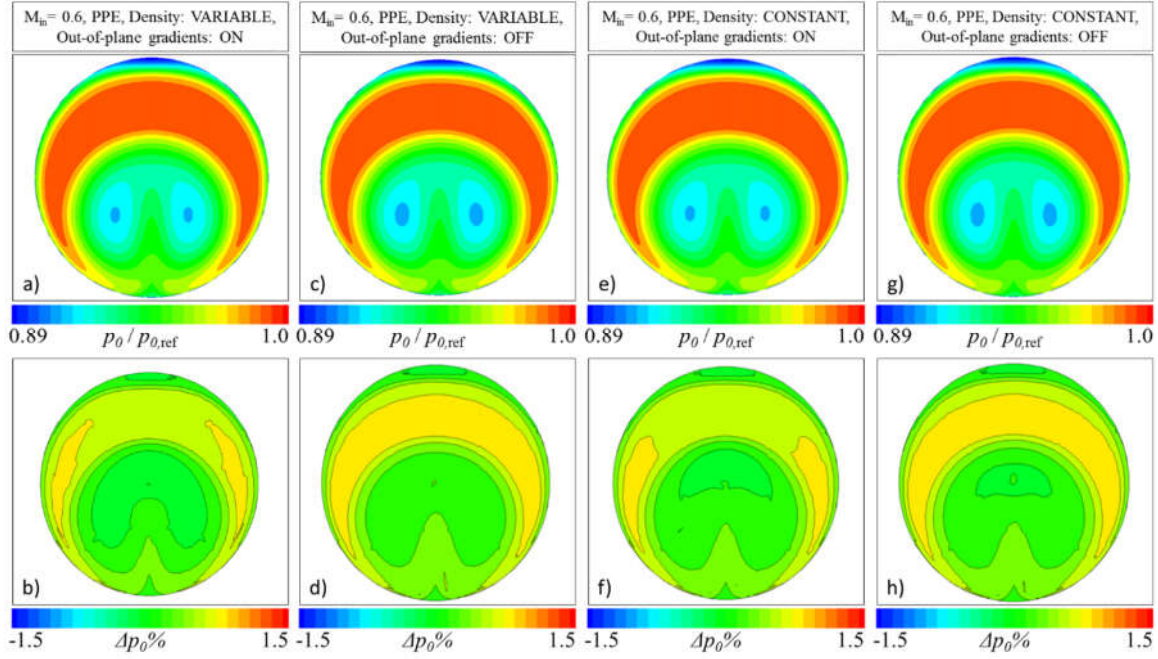 M_in= 0.6, PPE, Density: VARIABLE,
Out-of-plane gradients: ON
M_in= 0.6, PPE, Density: VARIABLE,
Out-of-plane gradients: OFF
M_in= 0.6, PPE, Density: CONSTANT,
Out-of-plane gradients: ON
M_in= 0.6, PPE, Density: CONSTANT,
Out-of-plane gradients: OFF
a)
c)
e)
g)
0.89 p_0 / p_0,ref 1.0
0.89 p_0 / p_0,ref 1.0
0.89 p_0 / p_0,ref 1.0
0.89 p_0 / p_0,ref 1.0
b)
d)
f)
h)
-1.5 Δp_0% 1.5
-1.5 Δp_0% 1.5
-1.5 Δp_0% 1.5
-1.5 Δp_0% 1.5